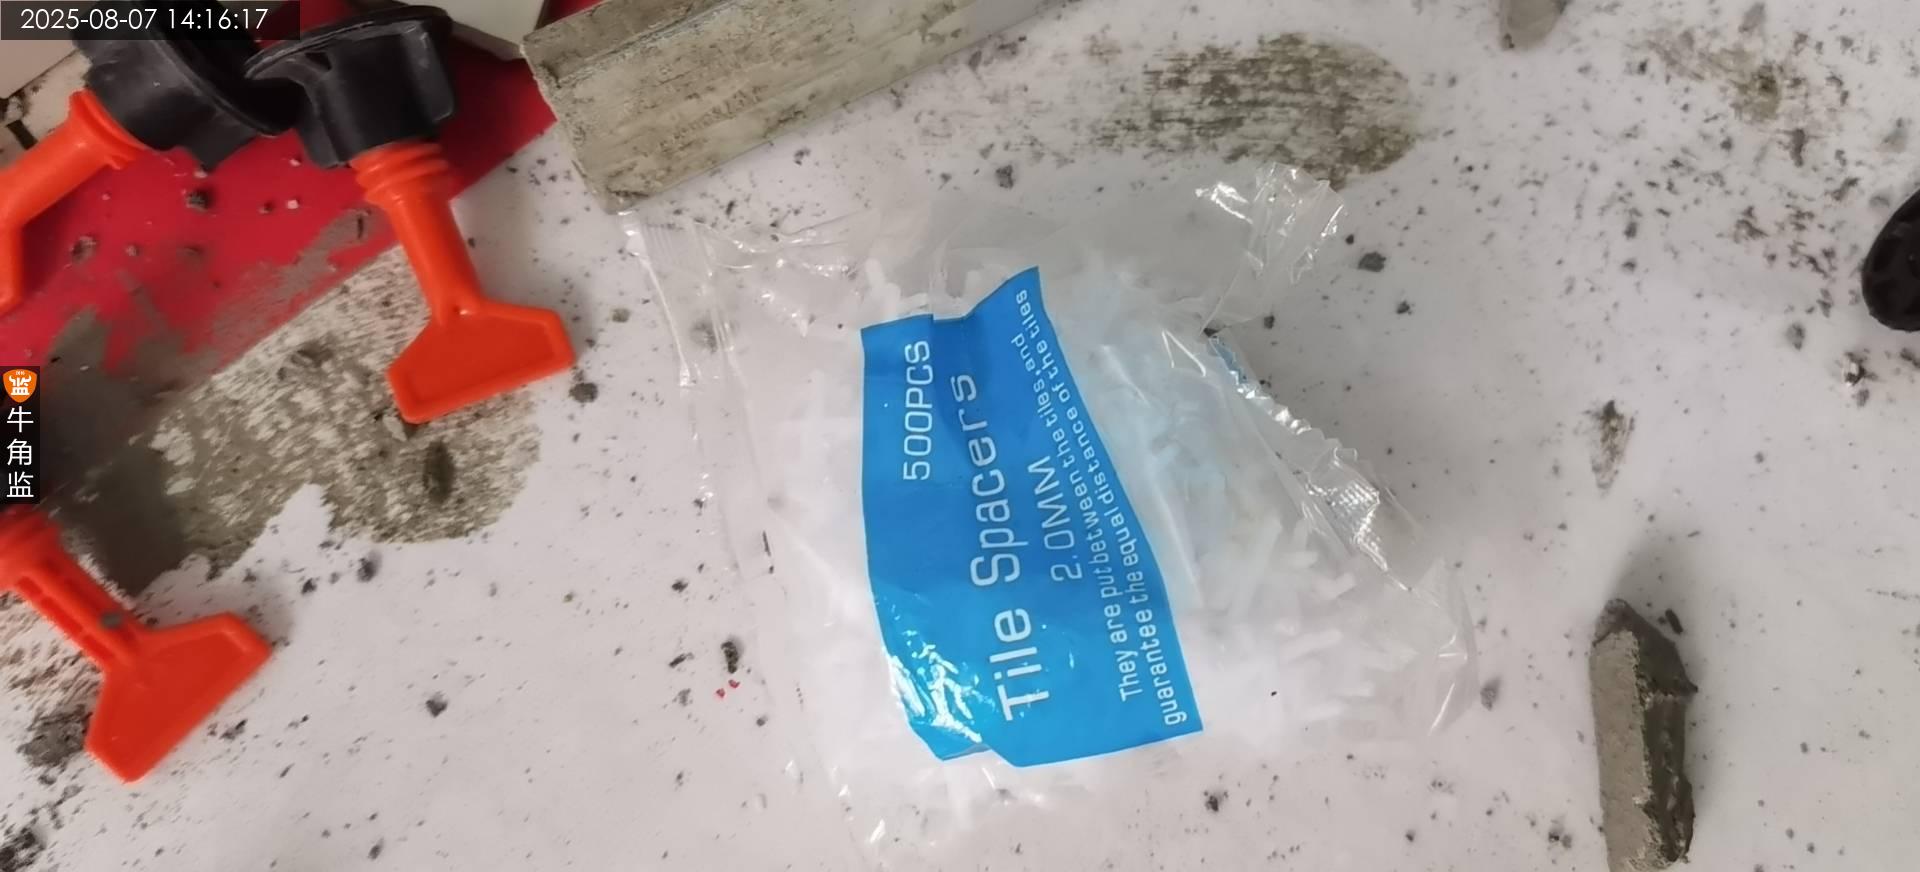 2025-08-07 14:16:17
监
牛角监
500PCS
Tile Spacers
2.0MM
They are put between the tiles,and
guarantee the equal distance of the tiles